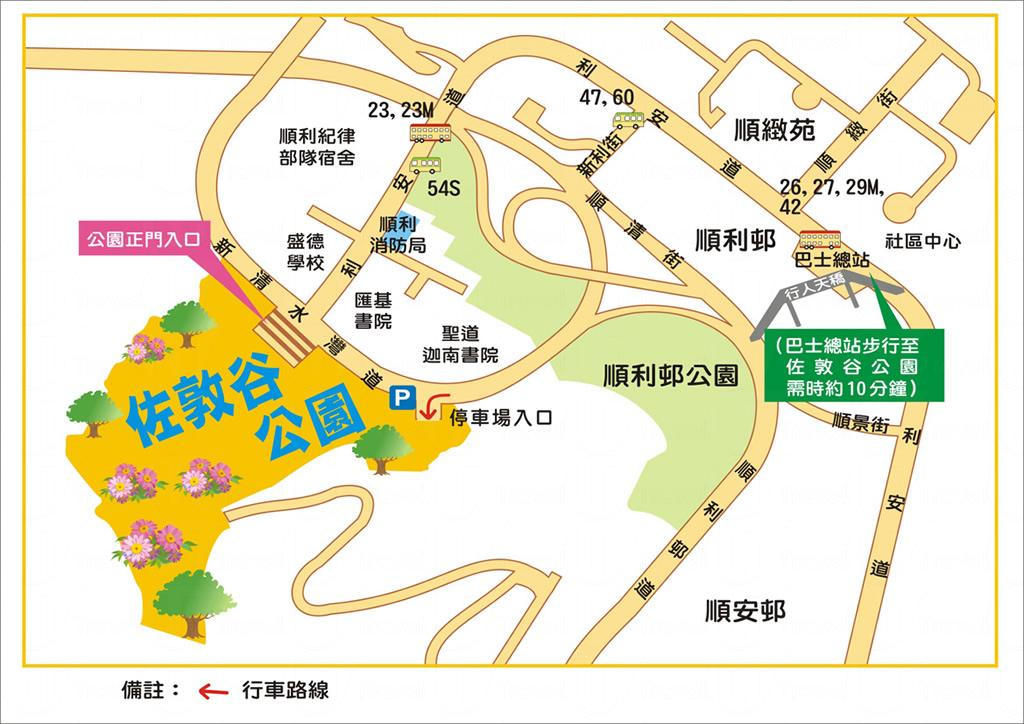 道
利
安
道
23, 23M
47, 60
順利紀律
部隊宿舍
新利街
順緻苑
順緻街
安
54S
26, 27, 29M,
42
順清街
順利
消防局
順利邨
社區中心
公園正門入口
盛德
學校
利
巴士總站
行人天橋
新清水灣道
匯基
書院
聖道
迦南書院
(巴士總站步行至
佐敦谷公園
需時約10分鐘)
佐敦谷
公園
順利邨公園
P
停車場入口
順景街
利
安
道
順利邨道
順安邨
備註： 行車路線